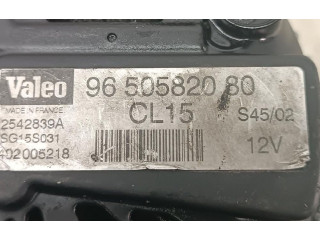 Valeo
96 505820 80
MADE IN FRANCE
CL15
S45/02
2542839A
SG15S031
402005218
12V